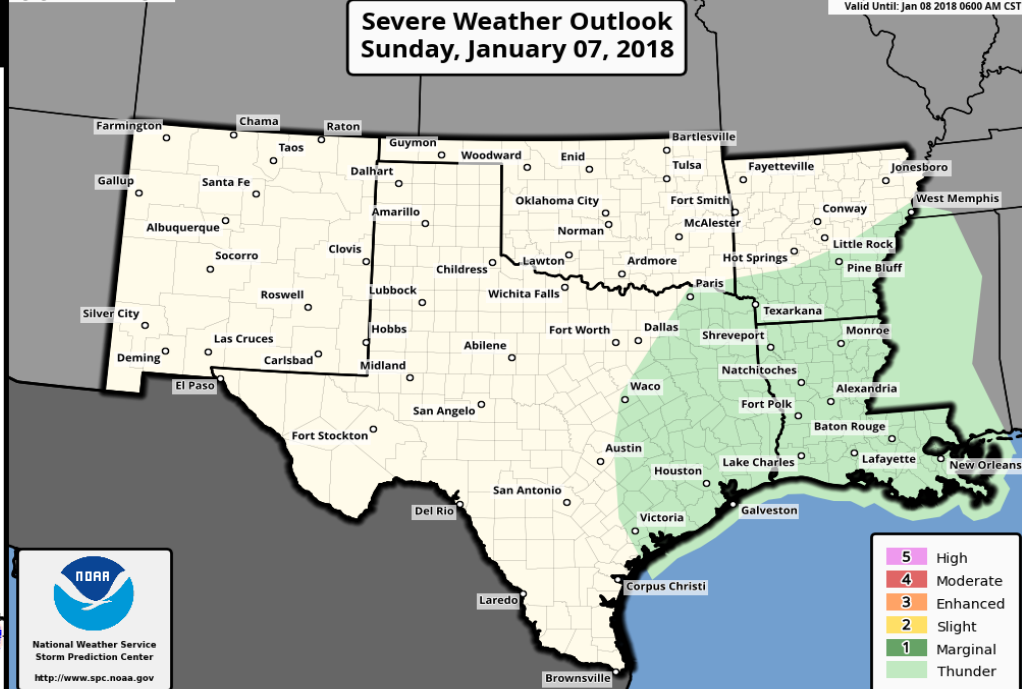 Valid Until: Jan 08 2018 0600 AM CST
Severe Weather Outlook
Sunday, January 07, 2018
Farmington
Chama
Raton
Guymon
Bartlesville
Taos
Woodward
Enid
Tulsa
Fayetteville
Jonesboro
Gallup
Santa Fe
Dalhart
Oklahoma City
Fort Smith
Conway
West Memphis
Albuquerque
Amarillo
Norman
McAlester
Little Rock
Socorro
Clovis
Childress
Lawton
Ardmore
Hot Springs
Pine Bluff
Roswell
Lubbock
Wichita Falls
Paris
Texarkana
Silver City
Las Cruces
Hobbs
Fort Worth
Dallas
Shreveport
Monroe
Deming
Carlsbad
Midland
Abilene
Natchitoches
El Paso
San Angelo
Waco
Fort Polk
Alexandria
Fort Stockton
Austin
Baton Rouge
Houston
Lake Charles
Lafayette
New Orleans
Del Rio
San Antonio
Victoria
Galveston
Laredo
Corpus Christi
Brownsville
NOAA
National Weather Service
Storm Prediction Center
http://www.spc.noaa.gov
5 High
4 Moderate
3 Enhanced
2 Slight
1 Marginal
Thunder